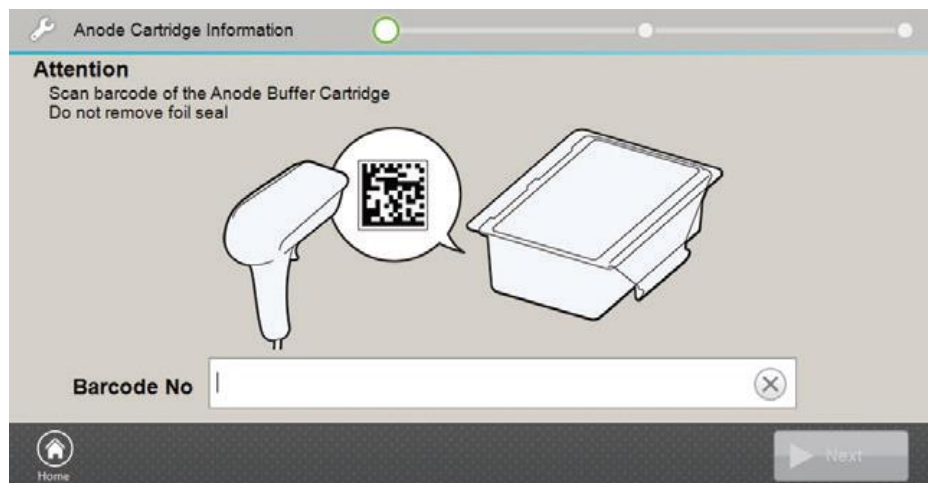 Anode Cartridge Information
Attention
Scan barcode of the Anode Buffer Cartridge
Do not remove foil seal
Barcode No
Home
Next